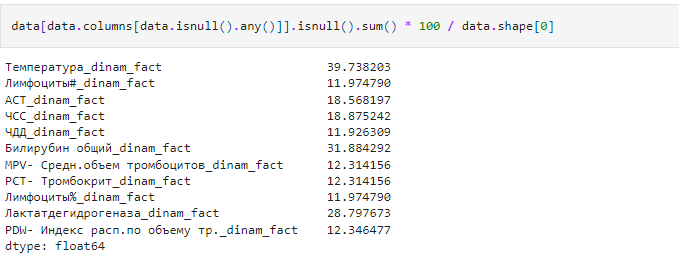 data[data.columns[data.isnull().any()]].isnull().sum() * 100 / data.shape[0]
Температура_dinam_fact 39.738203
Лимфоциты#_dinam_fact 11.974790
АСТ_dinam_fact 18.568197
ЧСС_dinam_fact 18.875242
ЧДД_dinam_fact 11.926309
Билирубин общий_dinam_fact 31.884292
MPV- Средн.объем тромбоцитов_dinam_fact 12.314156
PCT- Тромбокрит_dinam_fact 12.314156
Лимфоциты%_dinam_fact 11.974790
Лактатдегидрогеназа_dinam_fact 28.797673
PDW- Индекс расп.по объему тр._dinam_fact 12.346477
dtype: float64